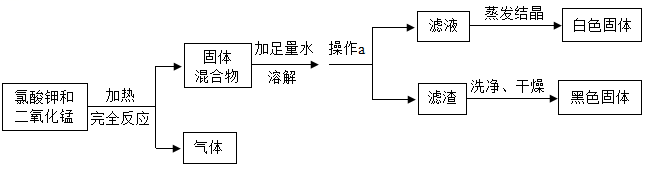 氯酸钾和
二氧化锰
加热
完全反应
固体
混合物
气体
加足量水
溶解
操作a
滤液
蒸发结晶
白色固体
滤渣
洗净、干燥
黑色固体